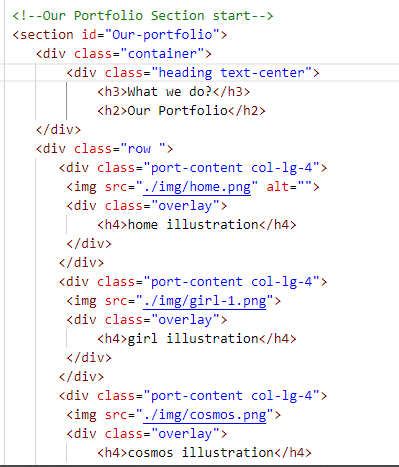 <!--Our Portfolio Section start-->
<section id="Our-portfolio">
<div class="container">
<div class="heading text-center">
<h3>What we do?</h3>
<h2>Our Portfolio</h2>
</div>
<div class="row ">
<div class="port-content col-lg-4">
<img src="./img/home.png" alt="">
<div class="overlay">
<h4>home illustration</h4>
</div>
</div>
<div class="port-content col-lg-4">
<img src="./img/girl-1.png">
<div class="overlay">
<h4>girl illustration</h4>
</div>
</div>
<div class="port-content col-lg-4">
<img src="./img/cosmos.png">
<div class="overlay">
<h4>cosmos illustration</h4>